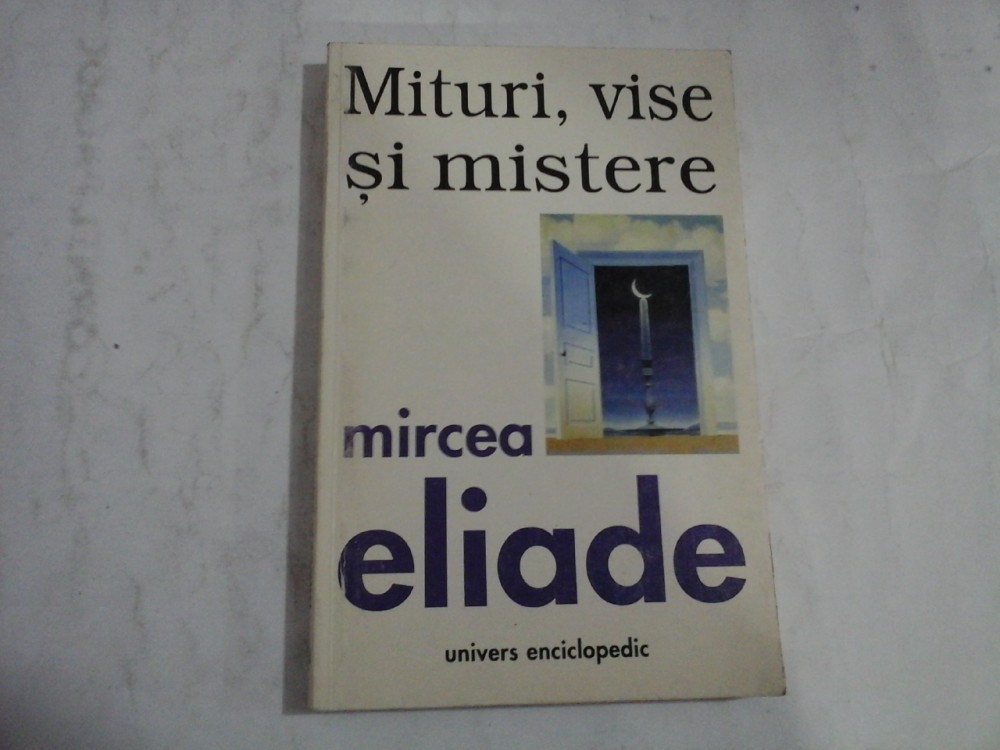 Mituri, vise
și mistere
mircea
eliade
univers enciclopedic